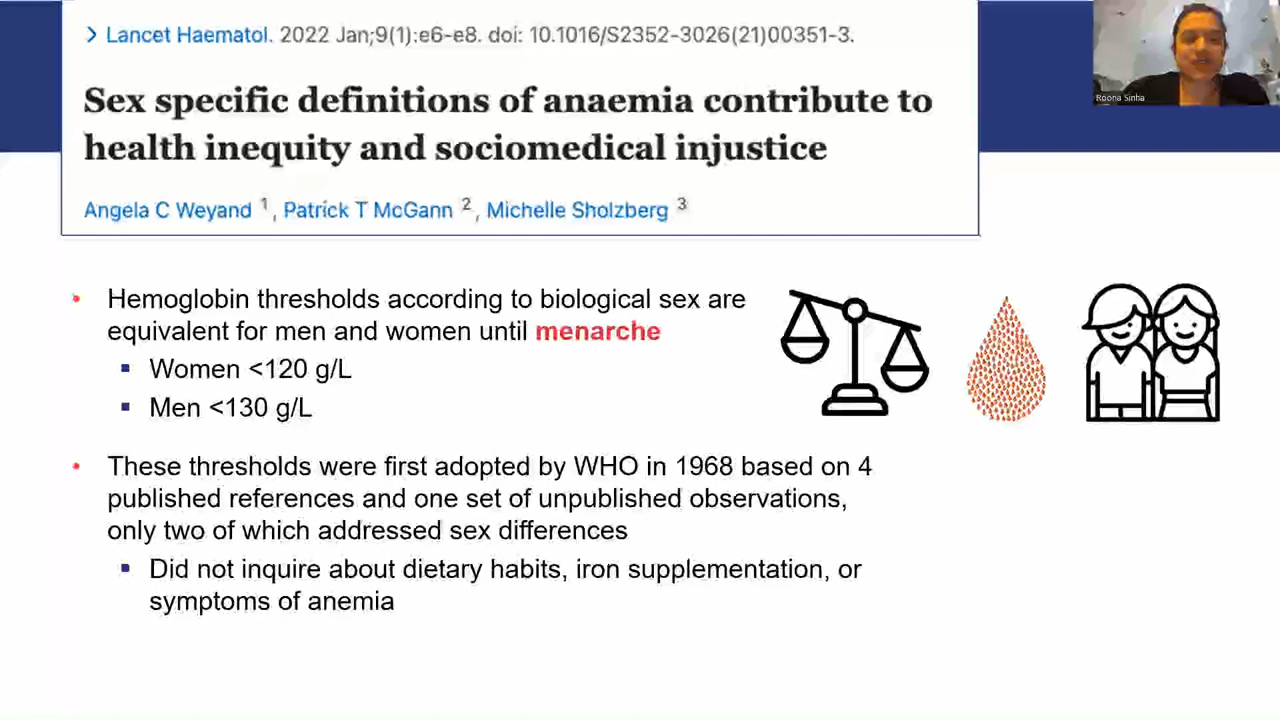 > Lancet Haematol. 2022 Jan;9(1):e6-e8. doi: 10.1016/S2352-3026(21)00351-3.
Sex specific definitions of anaemia contribute to
health inequity and sociomedical injustice
Angela C Weyand 1, Patrick T McGann 2, Michelle Sholzberg 3
Roona Sinha
• Hemoglobin thresholds according to biological sex are
equivalent for men and women until menarche
▪ Women <120 g/L
▪ Men <130 g/L
• These thresholds were first adopted by WHO in 1968 based on 4
published references and one set of unpublished observations,
only two of which addressed sex differences
▪ Did not inquire about dietary habits, iron supplementation, or
symptoms of anemia